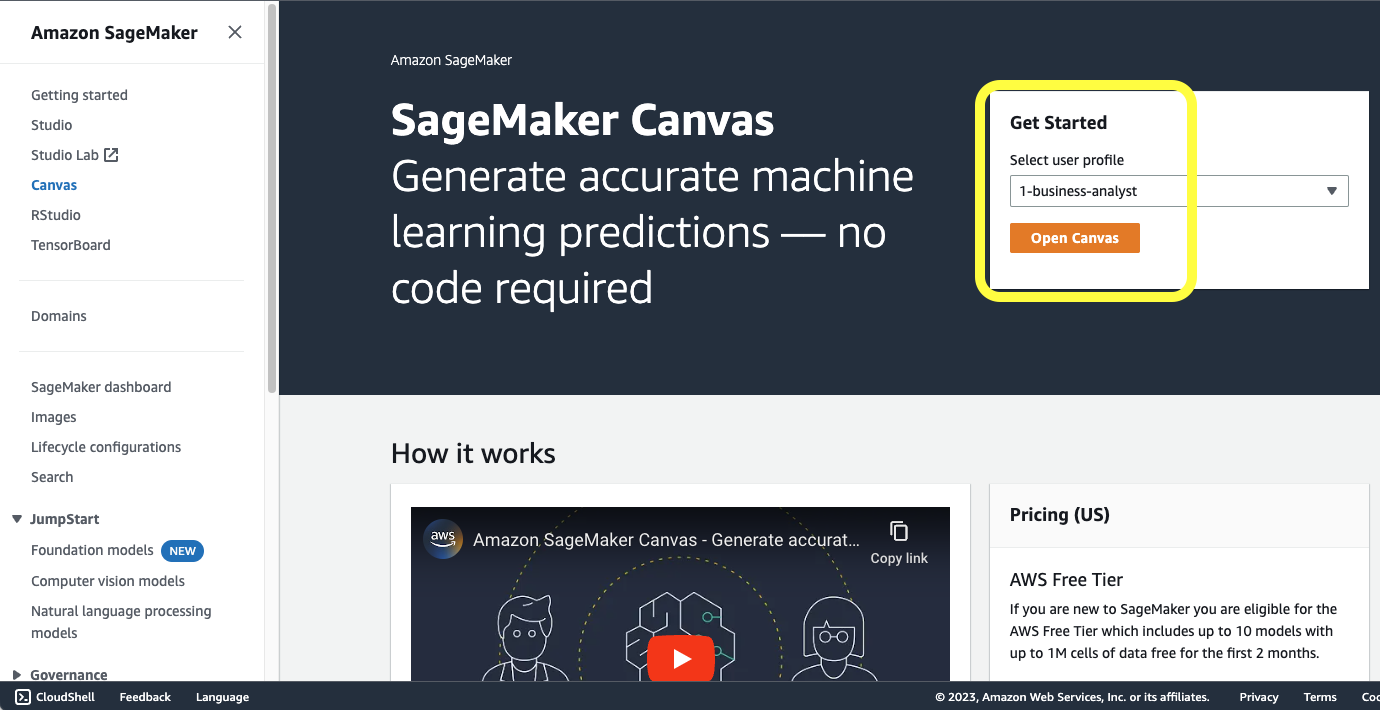 Amazon SageMaker
Getting started
Studio
Studio Lab
Canvas
RStudio
TensorBoard
Domains
SageMaker dashboard
Images
Lifecycle configurations
Search
JumpStart
Foundation models NEW
Computer vision models
Natural language processing
models
Governance
Amazon SageMaker
SageMaker Canvas
Generate accurate machine
learning predictions — no
code required
Get Started
Select user profile
1-business-analyst
Open Canvas
How it works
aws
Amazon SageMaker Canvas - Generate accurat...
Copy link
Pricing (US)
AWS Free Tier
If you are new to SageMaker you are eligible for the
AWS Free Tier which includes up to 10 models with
up to 1M cells of data free for the first 2 months.
CloudShell Feedback Language
© 2023, Amazon Web Services, Inc. or its affiliates. Privacy Terms